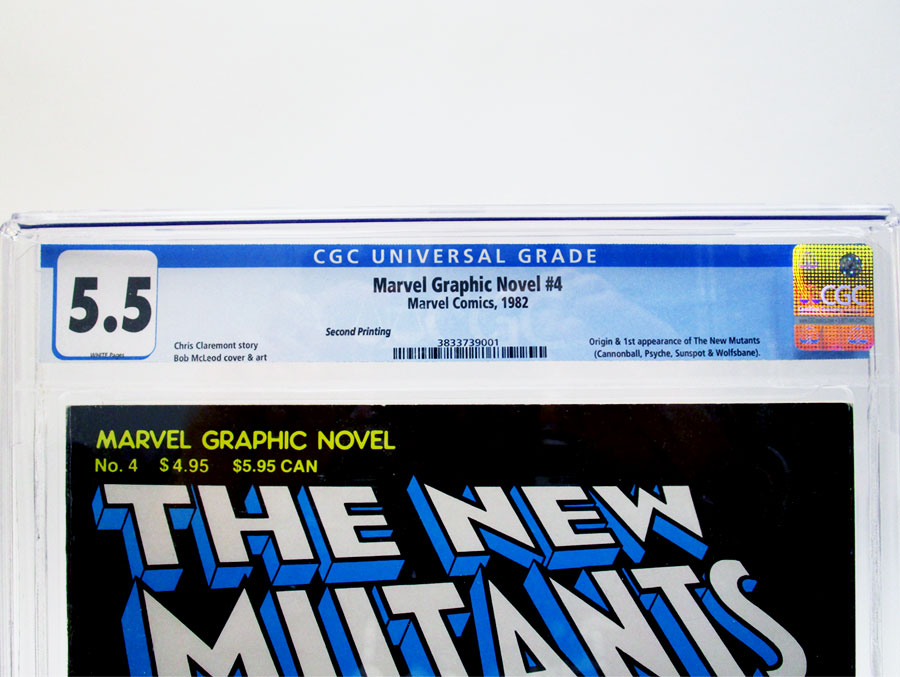 CGC UNIVERSAL GRADE
5.5
WHITE Pages
Marvel Graphic Novel #4
Marvel Comics, 1982
Second Printing
Chris Claremont story
Bob McLeod cover & art
3833739001
Origin & 1st appearance of The New Mutants
(Cannonball, Psyche, Sunspot & Wolfsbane).
CGC
MARVEL GRAPHIC NOVEL
No. 4 $4.95 $5.95 CAN
THE NEW
MUTANTS